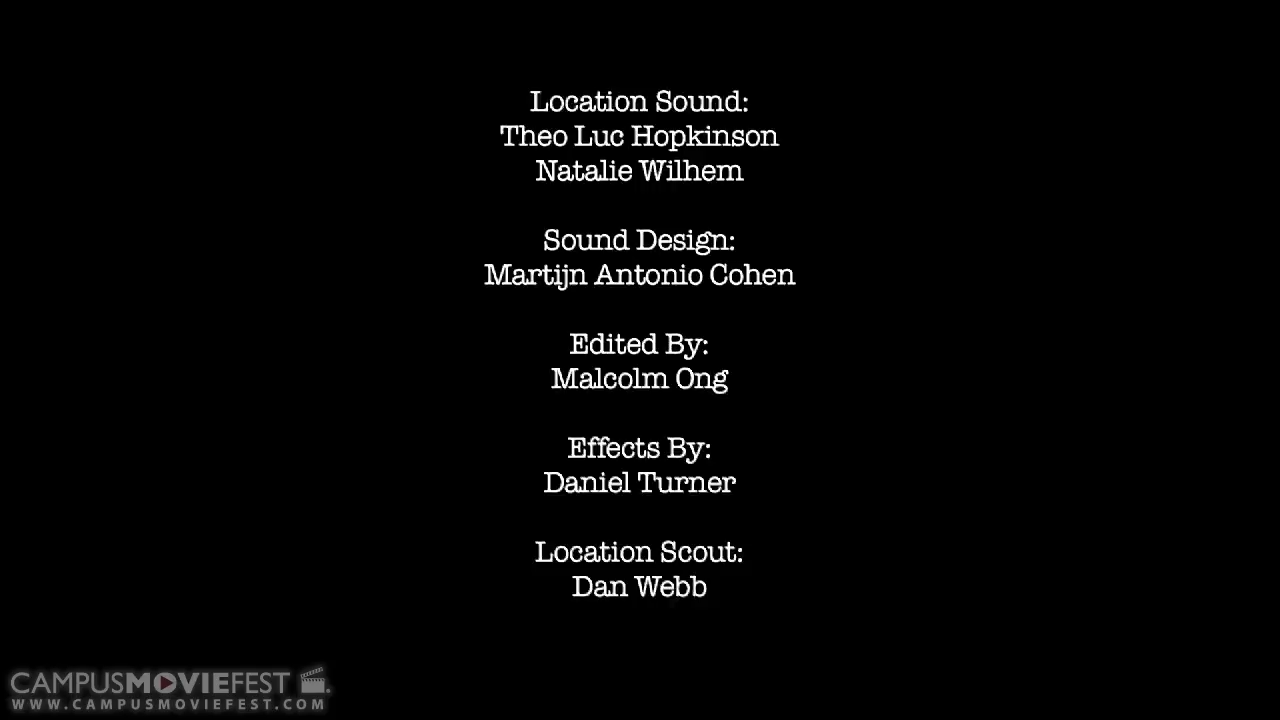 Location Sound:
Theo Luc Hopkinson
Natalie Wilhem
Sound Design:
Martijn Antonio Cohen
Edited By:
Malcolm Ong
Effects By:
Daniel Turner
Location Scout:
Dan Webb
CAMPUSMOVIEFEST
WWW.CAMPUSMOVIEFEST.COM